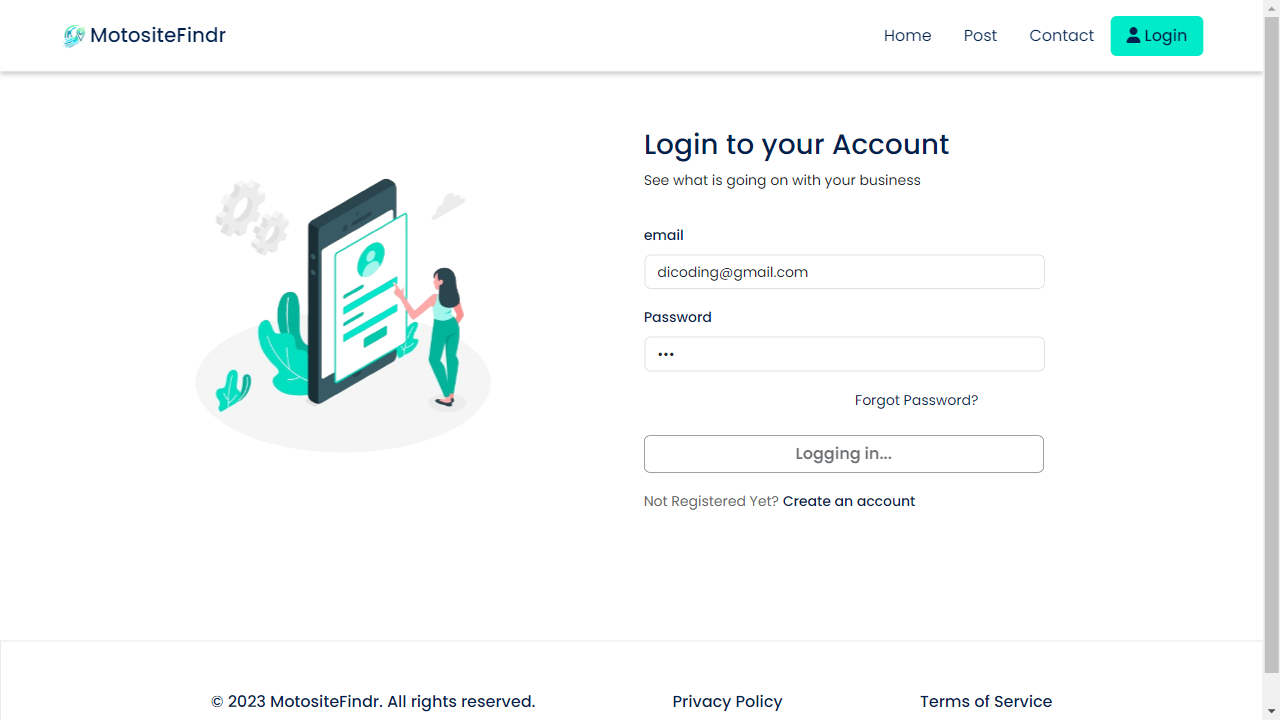 MotositeFindr
Home Post Contact Login
Login to your Account
See what is going on with your business
email
dicoding@gmail.com
Password
•••
Forgot Password?
Logging in...
Not Registered Yet? Create an account
© 2023 MotositeFindr. All rights reserved. Privacy Policy Terms of Service